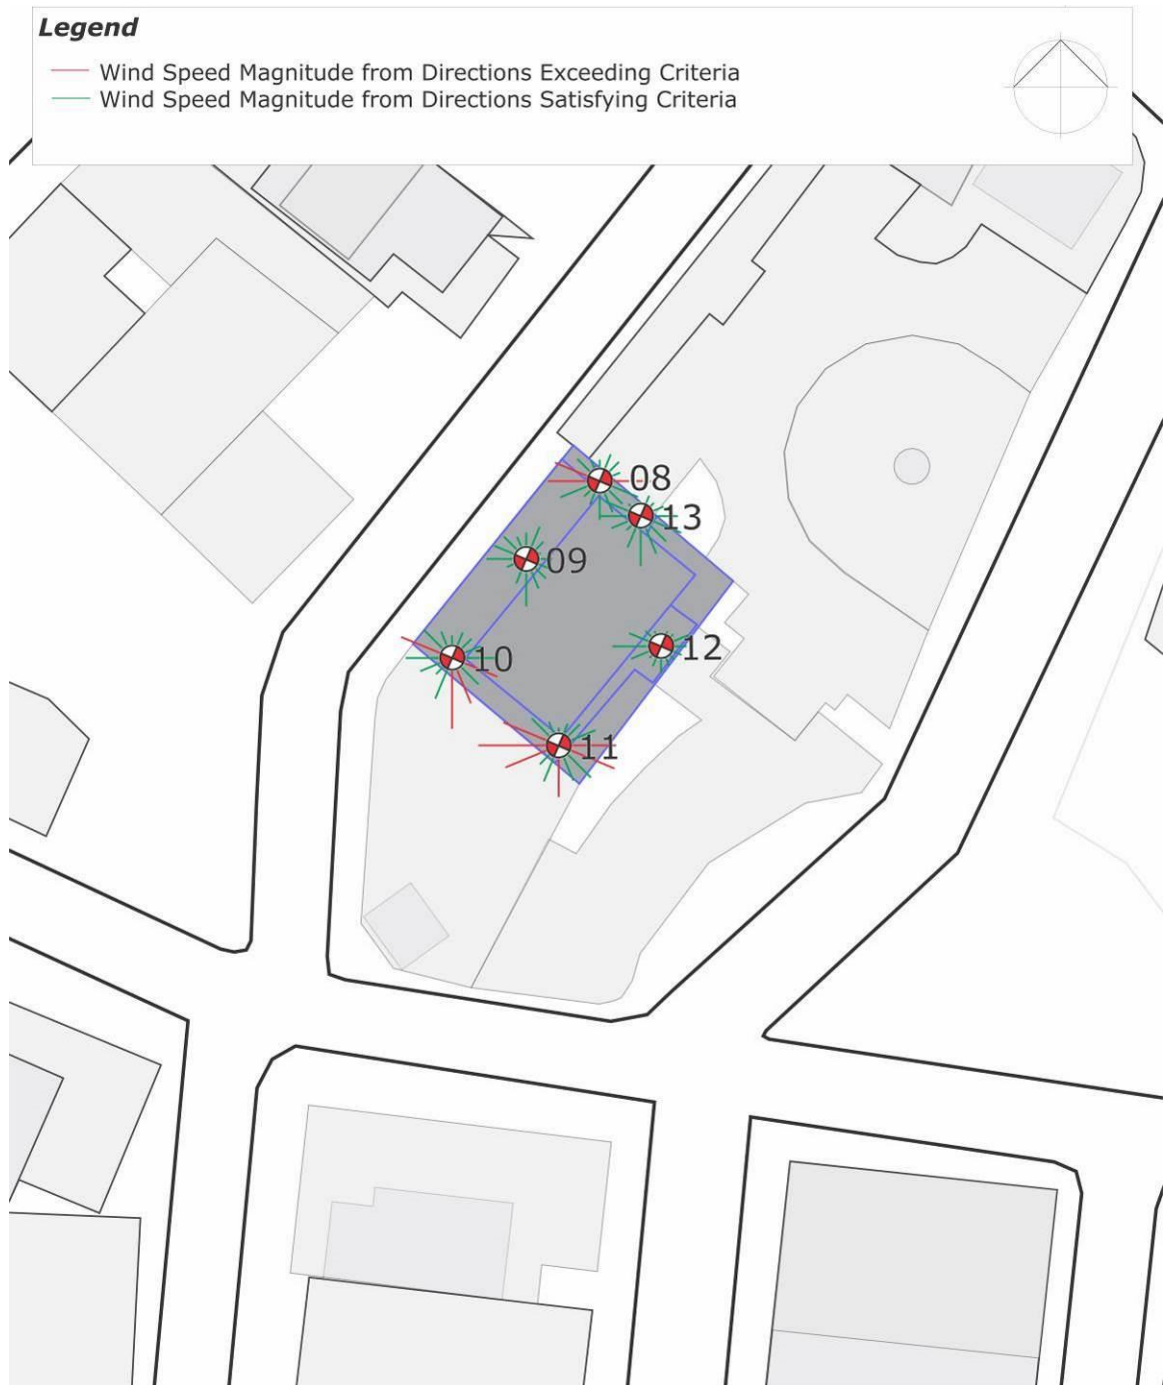 Legend
Wind Speed Magnitude from Directions Exceeding Criteria
Wind Speed Magnitude from Directions Satisfying Criteria
08
13
09
12
10
11